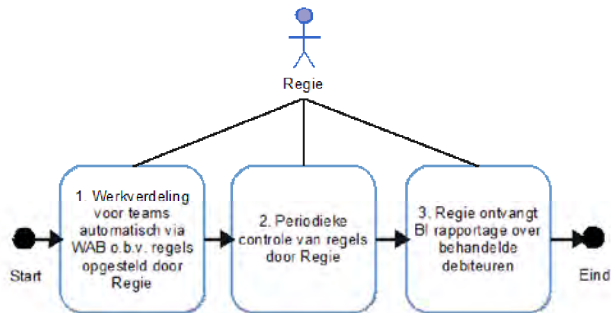 Regie
1. Werkverdeling
voor teams
automatisch via
WAB o.b.v. regels
opgesteld door
Regie
2. Periodieke
controle van regels
door Regie
3. Regie ontvangt
BI rapportage over
behandelde
debiteuren
Start
Eind